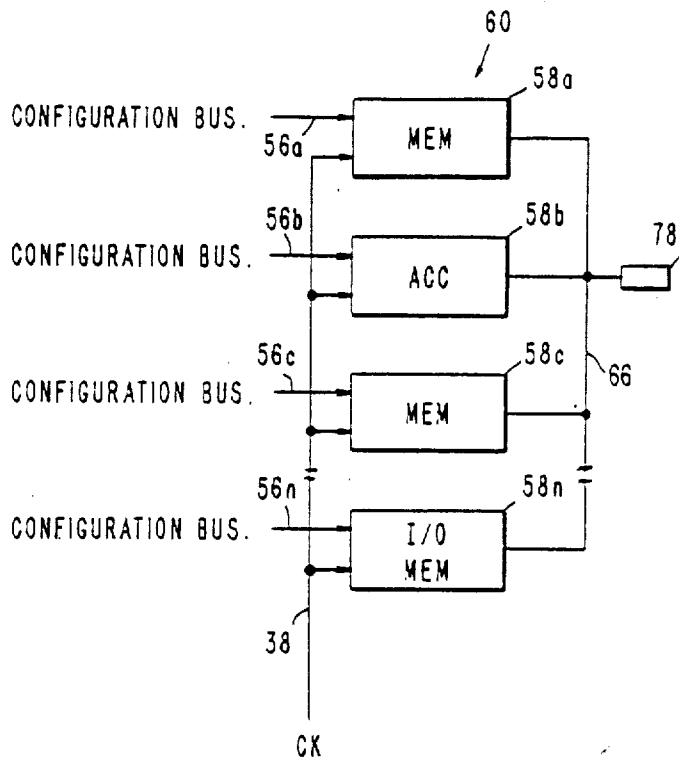 60
58a
CONFIGURATION BUS.
56a
MEM
56b
58b
CONFIGURATION BUS.
ACC
78
56c
58c
CONFIGURATION BUS.
MEM
66
56n
58n
CONFIGURATION BUS.
I/O
MEM
38
CK